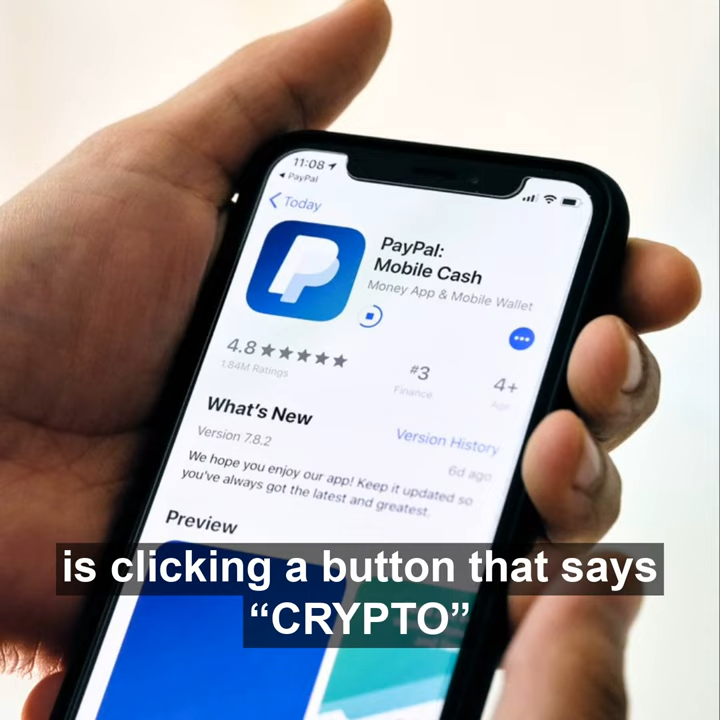 11:08
PayPal
Today
PayPal:
Mobile Cash
Money App & Mobile Wallet
4.8 ★★★★★
1.84M Ratings
#3
Finance
4+
Age
What's New
Version History
Version 7.8.2
6d ago
We hope you enjoy our app! Keep it updated so
you've always got the latest and greatest.
Preview
is clicking a button that says
“CRYPTO”